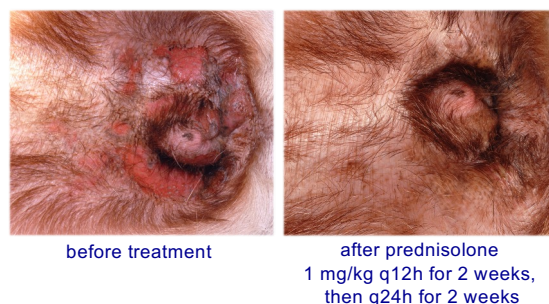 before treatment
after prednisolone
1 mg/kg q12h for 2 weeks,
then q24h for 2 weeks